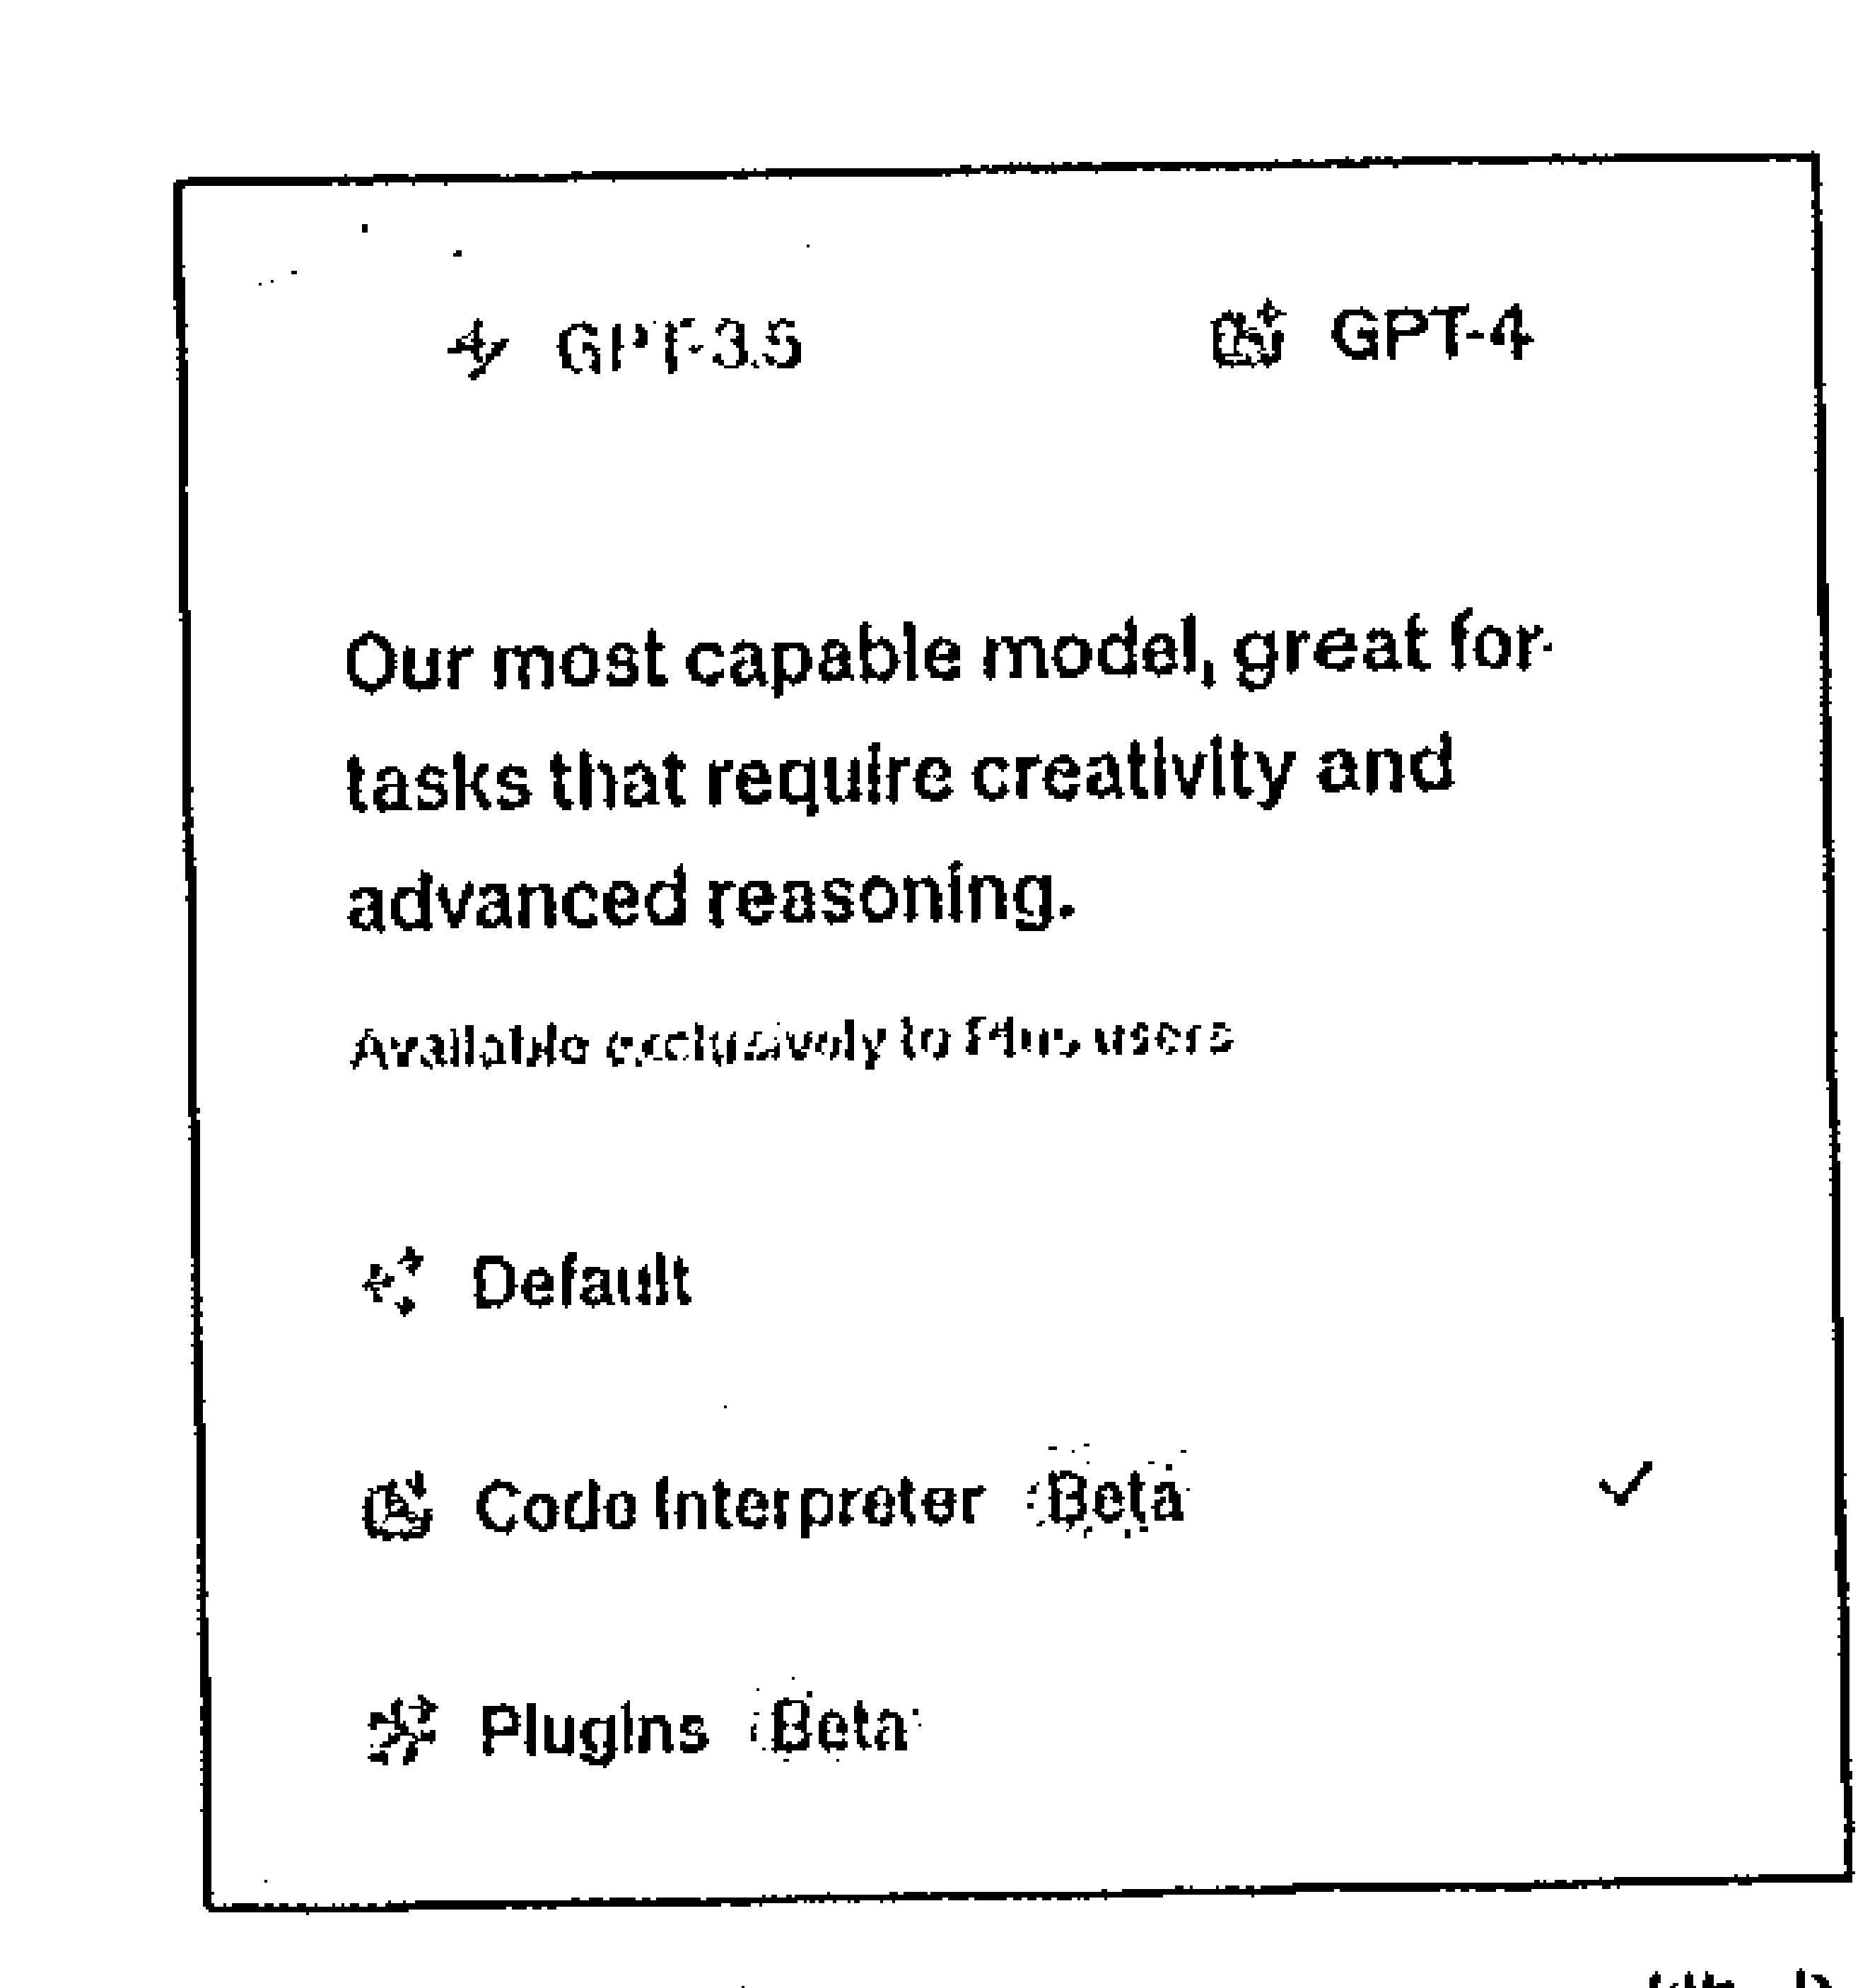 GPT-3.5
GPT-4
Our most capable model, great for
tasks that require creativity and
advanced reasoning.
Available exclusively to Plus users
Default
Code Interpreter Beta
Plugins Beta